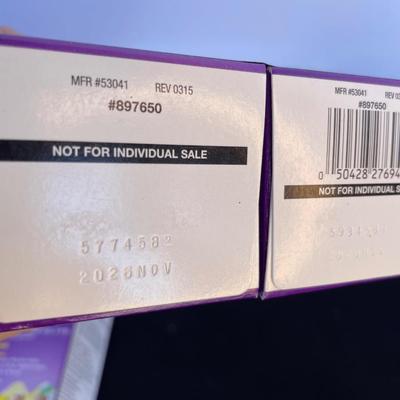 MFR #53041 REV 0315
#897650
NOT FOR INDIVIDUAL SALE
5774582
2026NOV
MFR #53041 REV 0
#897650
0 50428 27694
NOT FOR INDIVIDUAL S